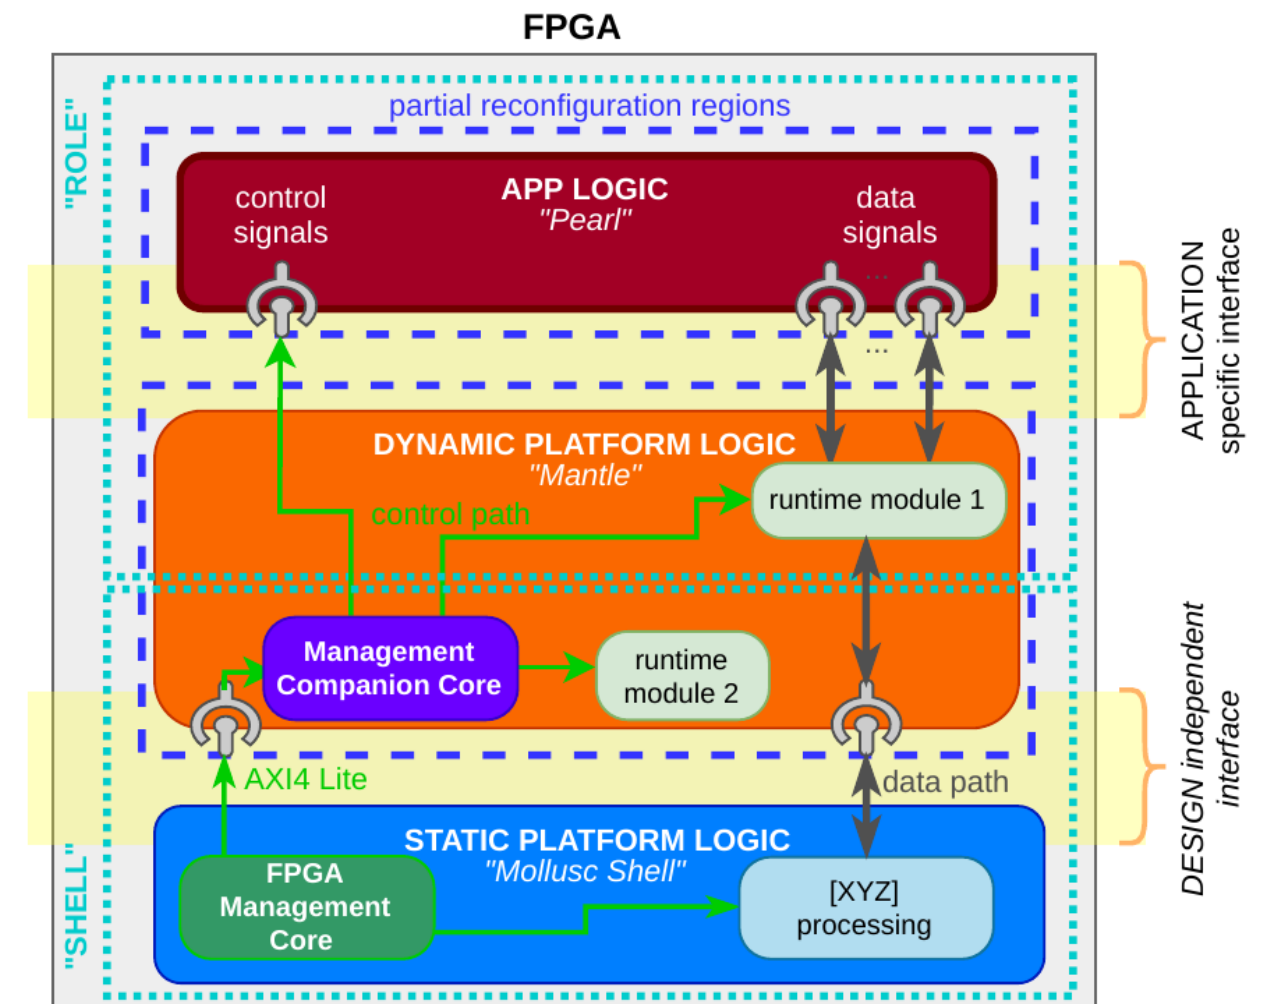 FPGA
"ROLE"
partial reconfiguration regions
control
signals
APP LOGIC
"Pearl"
data
signals
...
...
APPLICATION
specific interface
DYNAMIC PLATFORM LOGIC
"Mantle"
control path
runtime module 1
Management
Companion Core
runtime
module 2
DESIGN independent
interface
AXI4 Lite
data path
"SHELL"
STATIC PLATFORM LOGIC
"Mollusc Shell"
FPGA
Management
Core
[XYZ]
processing